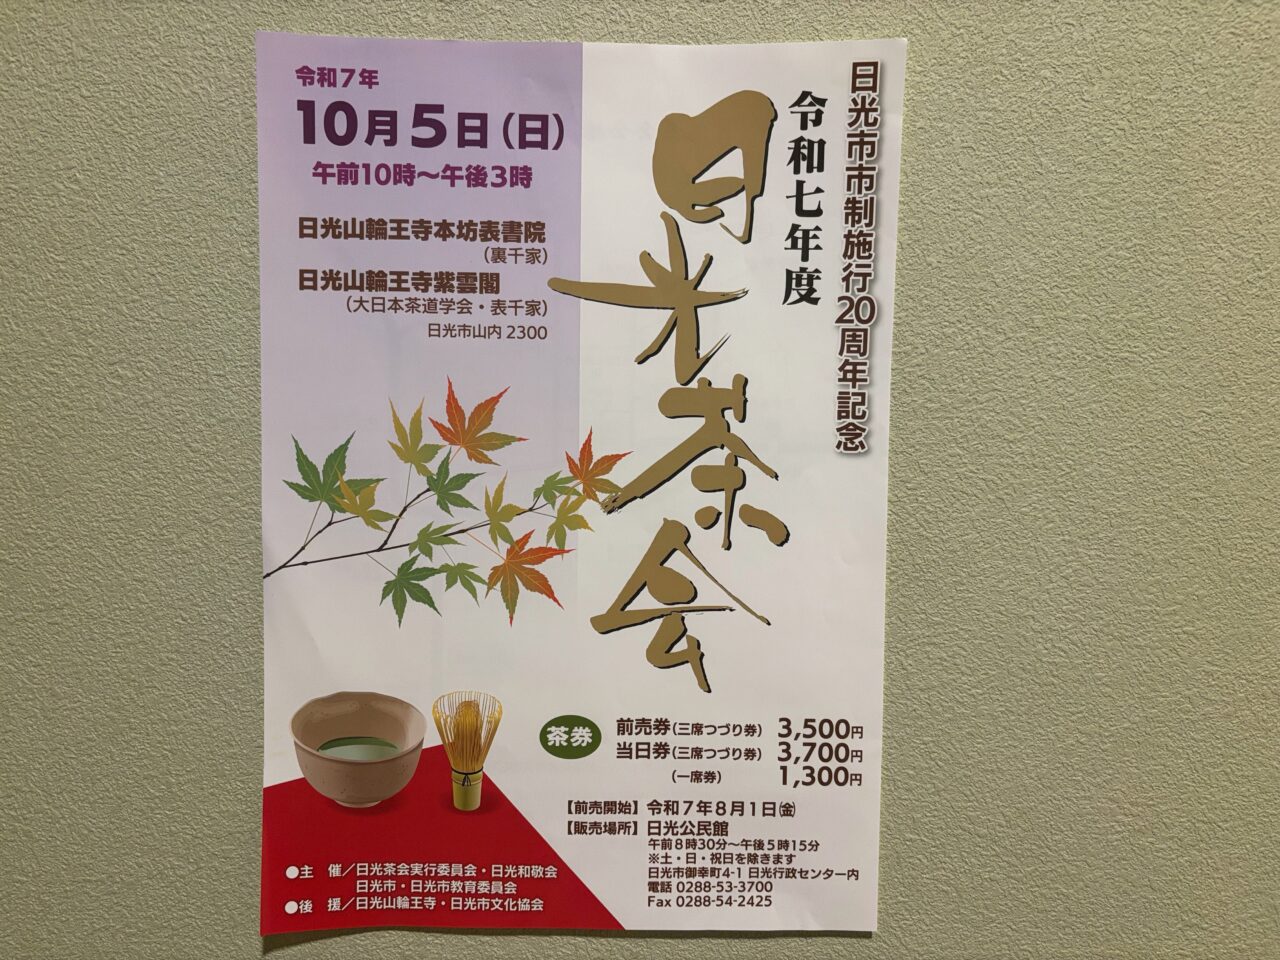 日光市市制施行20周年記念
令和七年度
日光茶会
令和7年
10月5日(日)
午前10時～午後3時
日光山輪王寺本坊表書院
(裏千家)
日光山輪王寺紫雲閣
(大日本茶道学会・表千家)
日光市山内 2300
茶券
前売券(三席つづり券) 3,500円
当日券(三席つづり券) 3,700円
(一席券) 1,300円
【前売開始】令和7年8月1日㈮
【販売場所】日光公民館
午前8時30分～午後5時15分
※土・日・祝日を除きます
日光市御幸町4-1 日光行政センター内
電話 0288-53-3700
Fax 0288-54-2425
●主 催／日光茶会実行委員会・日光和敬会
日光市・日光市教育委員会
●後 援／日光山輪王寺・日光市文化協会